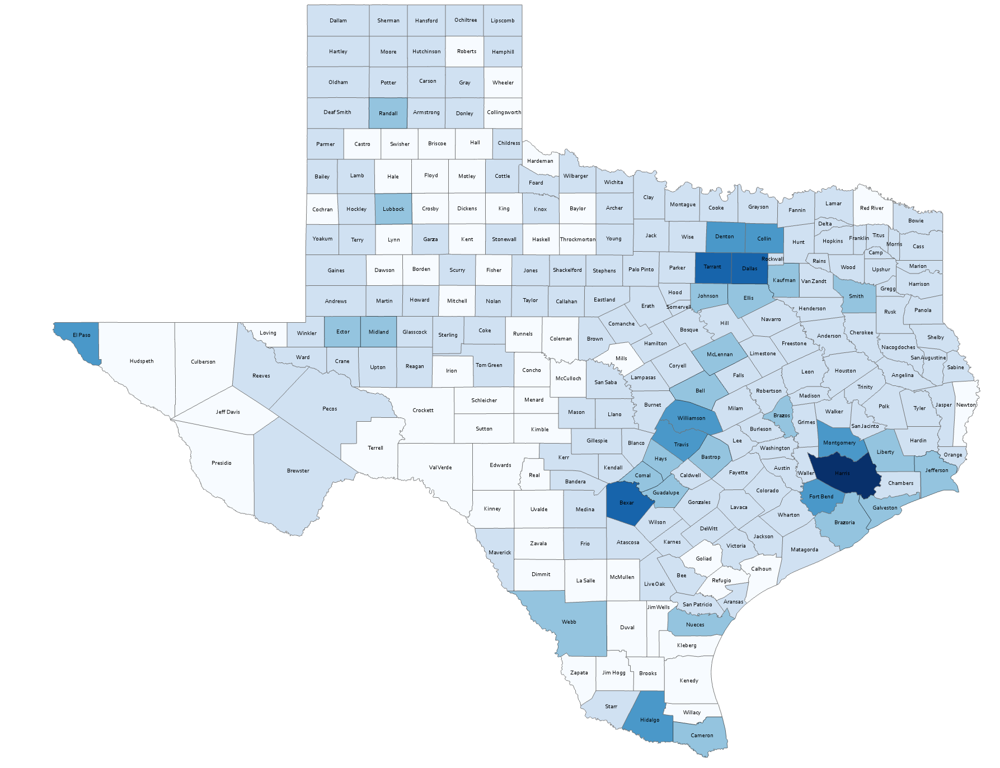 Dallam Sherman Hansford Ochiltree Lipscomb
Hartley Moore Hutchinson Roberts Hemphill
Oldham Potter Carson Gray Wheeler
Deaf Smith Randall Armstrong Donley Collingsworth
Parmer Castro Swisher Briscoe Hall Childress
Hardeman
Bailey Lamb Hale Floyd Motley Cottle Foard Wilbarger Wichita
Clay Montague Cooke Grayson Fannin Lamar Red River Bowie
Cochran Hockley Lubbock Crosby Dickens King Knox Baylor Archer
Delta
Yoakum Terry Lynn Garza Kent Stonewall Haskell Throckmorton Young Jack Wise Denton Collin Hunt Hopkins Franklin Titus Morris Cass
Camp
Gaines Dawson Borden Scurry Fisher Jones Shackelford Stephens Palo Pinto Parker Tarrant Dallas Rockwall Rains Wood Upshur Marion
Kaufman Van Zandt Smith Gregg Harrison
Andrews Martin Howard Mitchell Nolan Taylor Callahan Eastland Erath Hood Somervell Johnson Ellis Henderson Rusk Panola
El Paso Hudspeth Culberson Loving Winkler Ector Midland Glasscock Sterling Coke Runnels Coleman Brown Comanche Hamilton Bosque Hill Navarro Freestone Anderson Cherokee Nacogdoches Shelby
Reeves Ward Crane Upton Reagan Irion Tom Green Concho McCulloch San Saba Mills Lampasas Coryell McLennan Limestone Falls Leon Houston Angelina San Augustine Sabine
Jeff Davis Pecos Crockett Schleicher Menard Mason Llano Burnet Bell Milam Robertson Madison Trinity Polk Tyler Jasper Newton
Sutton Kimble Williamson Brazos Grimes Walker San Jacinto
Presidio Brewster Terrell Val Verde Edwards Kerr Gillespie Blanco Travis Bastrop Lee Burleson Washington Montgomery Liberty Hardin Orange
Real Bandera Kendall Comal Hays Caldwell Fayette Austin Waller Harris Chambers Jefferson
Kinney Uvalde Medina Bexar Guadalupe Gonzales Lavaca Colorado Fort Bend Galveston
Wilson DeWitt Wharton Brazoria
Maverick Zavala Frio Atascosa Karnes Victoria Jackson Matagorda
Dimmit La Salle McMullen Live Oak Bee Goliad Refugio Calhoun
Webb Duval Jim Wells San Patricio Aransas
Nueces
Kleberg
Zapata Jim Hogg Brooks Kenedy
Starr Hidalgo Willacy
Cameron